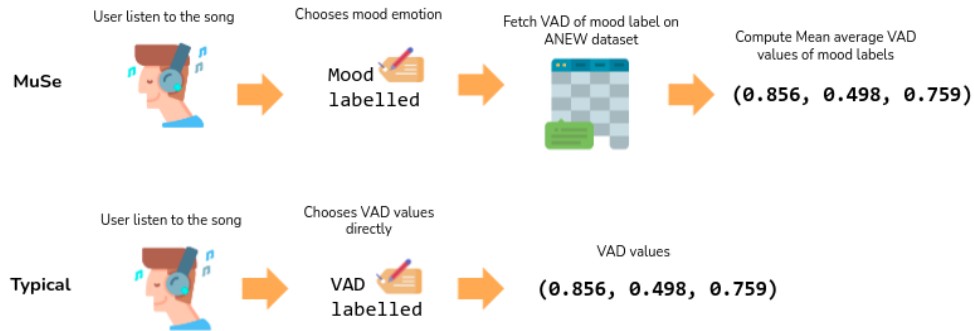 User listen to the song
Chooses mood emotion
Fetch VAD of mood label on
ANEW dataset
Compute Mean average VAD
values of mood labels
MuSe
Mood
labelled
(0.856, 0.498, 0.759)
User listen to the song
Chooses VAD values
directly
VAD values
Typical
VAD
labelled
(0.856, 0.498, 0.759)